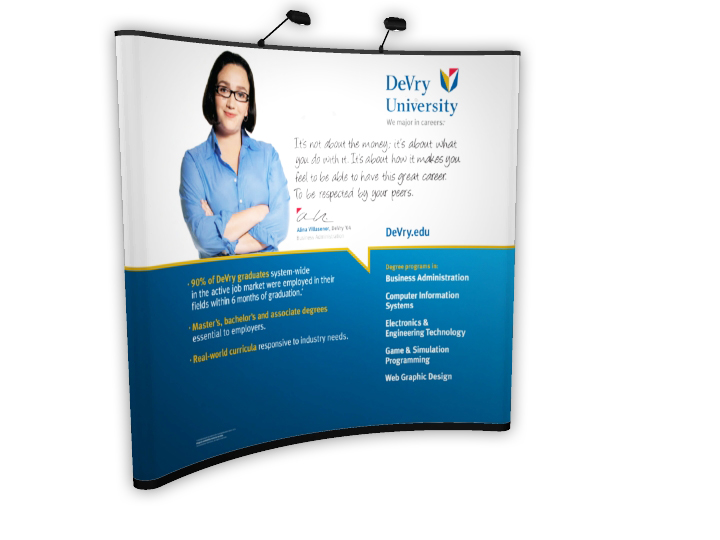 DeVry
University
We major in careers.
It's not about the money; it's about what
you do with it. It's about how it makes you
feel to be able to have this great career.
To be respected by your peers.
DeVry.edu
· 90% of DeVry graduates system-wide
in the active job market were employed in their
fields within 6 months of graduation.
· Master's, bachelor's and associate degrees
essential to employers.
· Real-world curricula responsive to industry needs.
Degree programs in:
Business Administration
Computer Information
Systems
Electronics &
Engineering Technology
Game & Simulation
Programming
Web Graphic Design